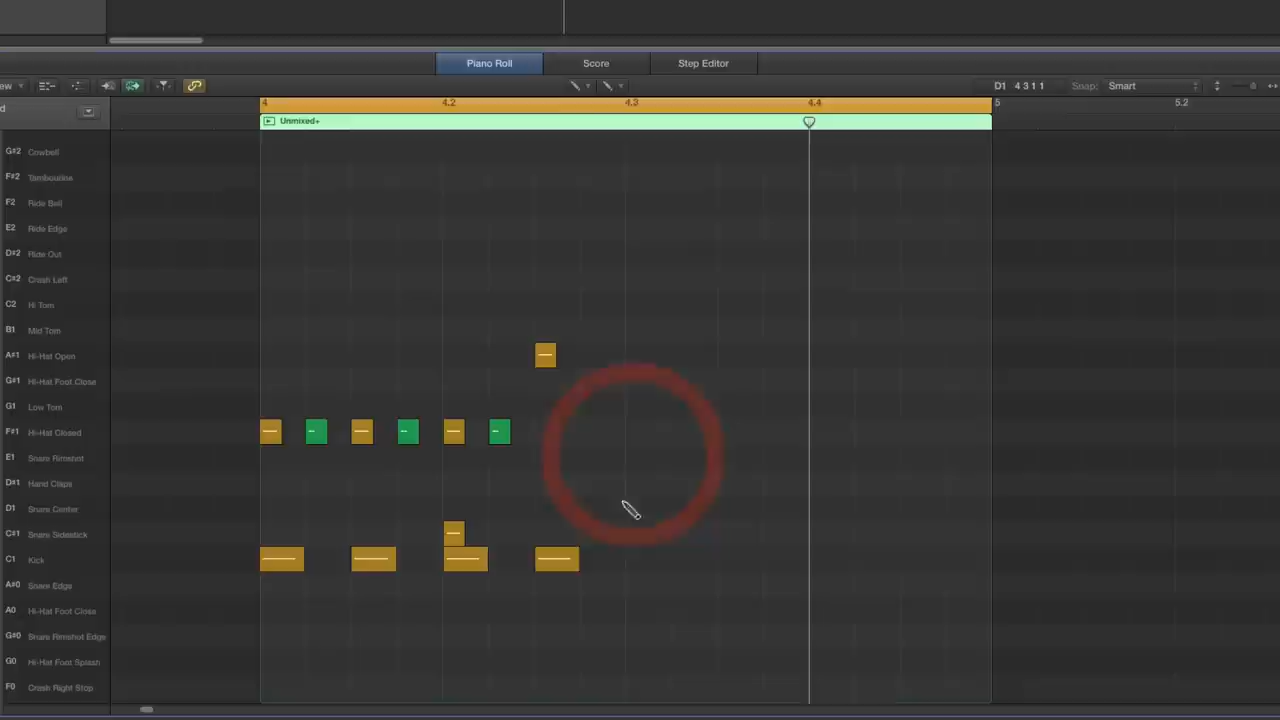 Piano Roll Score Step Editor
ew D1 4 3 1 1 Snap: Smart
4 4.2 4.3 4.4 5 5.2
d
Unmixed+
G#2 Cowbell
F#2 Tambourine
F2 Ride Bell
E2 Ride Edge
D#2 Ride Out
C#2 Crash Left
C2 Hi Tom
B1 Mid Tom
A#1 Hi-Hat Open
G#1 Hi-Hat Foot Close
G1 Low Tom
F#1 Hi-Hat Closed
E1 Snare Rimshot
D#1 Hand Claps
D1 Snare Center
C#1 Snare Sidestick
C1 Kick
A#0 Snare Edge
A0 Hi-Hat Foot Close
G#0 Snare Rimshot Edge
G0 Hi-Hat Foot Splash
F0 Crash Right Stop